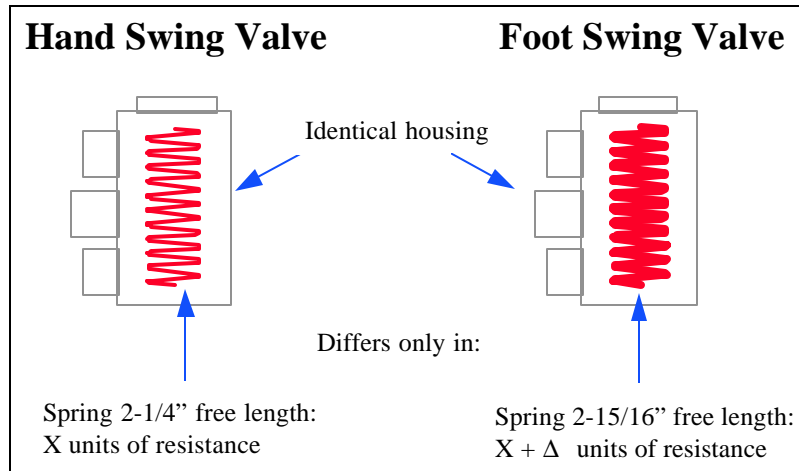 Hand Swing Valve
Foot Swing Valve
Identical housing
Differs only in:
Spring 2-1/4” free length:
X units of resistance
Spring 2-15/16” free length:
X + Δ units of resistance